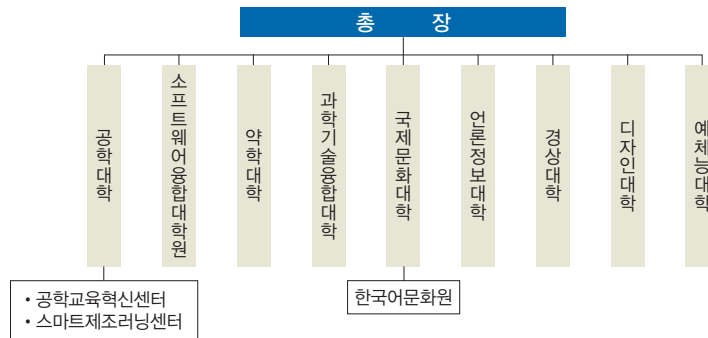 총 장
공학대학
소프트웨어융합대학원
약학대학
과학기술융합대학
국제문화대학
언론정보대학
경상대학
디자인대학
예체능대학
• 공학교육혁신센터
• 스마트제조러닝센터
한국어문화원